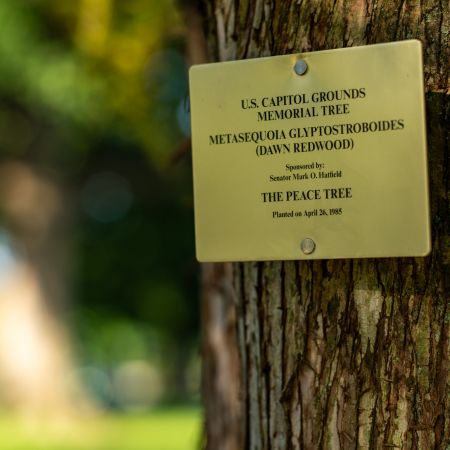 U.S. CAPITOL GROUNDS
MEMORIAL TREE
METASEQUOIA GLYPTOSTROBOIDES
(DAWN REDWOOD)
Sponsored by:
Senator Mark O. Hatfield
THE PEACE TREE
Planted on April 26, 1985